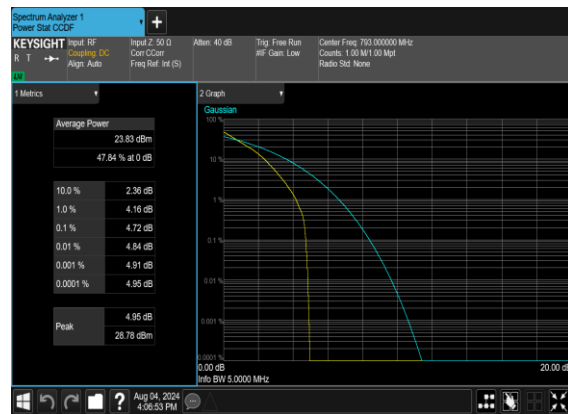 Spectrum Analyzer 1
Power Stat CCDF
KEYSIGHT
R T
LU
Input: RF
Coupling: DC
Align: Auto
Input Z: 50 Ω
Corr CCorr
Freq Ref: Int (S)
Atten: 40 dB
Trig: Free Run
#IF Gain: Low
Center Freq: 793.000000 MHz
Counts: 1.00 M/1.00 Mpt
Radio Std: None
1 Metrics
Average Power
23.83 dBm
47.84 % at 0 dB
10.0 % 2.36 dB
1.0 % 4.16 dB
0.1 % 4.72 dB
0.01 % 4.84 dB
0.001 % 4.91 dB
0.0001 % 4.95 dB
Peak
4.95 dB
28.78 dBm
2 Graph
Gaussian
100 %
10 %
1 %
0.1 %
0.01 %
0.001 %
0.0001 %
0.00 dB 20.00 dB
Info BW 5.0000 MHz
? Aug 04, 2024
4:06:53 PM